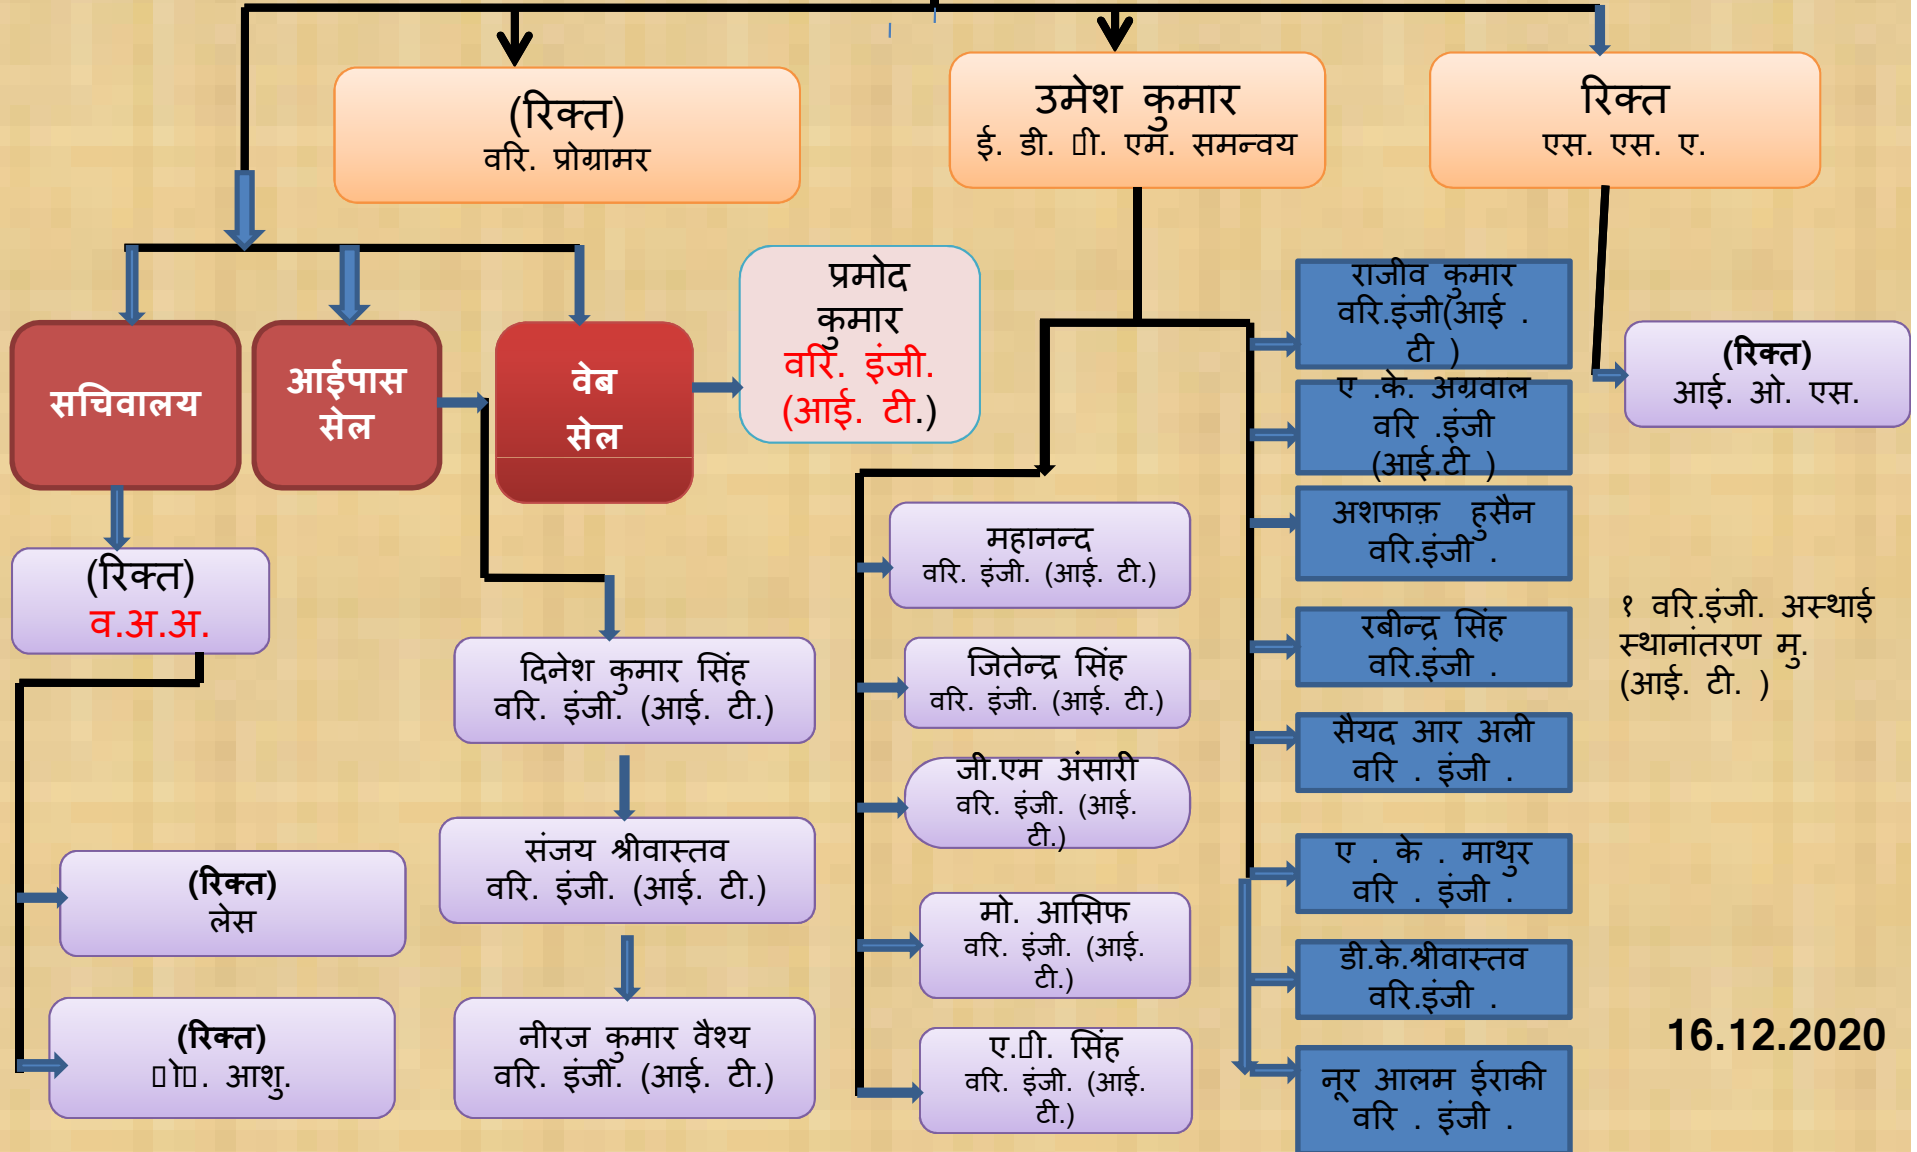 (रिक्त)
वरि. प्रोग्रामर
उमेश कुमार
ई. डी. एम. समन्वय
रिक्त
एस. एस. ए.
प्रमोद
कुमार
वरि. इंजी.
(आई. टी.)
सचिवालय
आईपास
सेल
वेब
सेल
(रिक्त)
आई. ओ. एस.
(रिक्त)
व.अ.अ.
(रिक्त)
लेस
(रिक्त)
आशु.
दिनेश कुमार सिंह
वरि. इंजी. (आई. टी.)
संजय श्रीवास्तव
वरि. इंजी. (आई. टी.)
नीरज कुमार वैश्य
वरि. इंजी. (आई. टी.)
महानन्द
वरि. इंजी. (आई. टी.)
जितेन्द्र सिंह
वरि. इंजी. (आई. टी.)
जी.एम अंसारी
वरि. इंजी. (आई.
टी.)
मो. आसिफ
वरि. इंजी. (आई.
टी.)
सिंह
वरि. इंजी. (आई.
टी.)
राजीव कुमार
वरि.इंजी(आई .
टी )
ए .के. अग्रवाल
वरि .इंजी
(आई.टी )
अशफाक़ हुसैन
वरि.इंजी .
रबीन्द्र सिंह
वरि.इंजी .
सैयद आर अली
वरि . इंजी .
ए . के . माथुर
वरि . इंजी .
डी.के.श्रीवास्तव
वरि.इंजी .
नूर आलम ईराकी
वरि . इंजी .
१ वरि.इंजी. अस्थाई
स्थानांतरण मु.
(आई. टी. )
16.12.2020